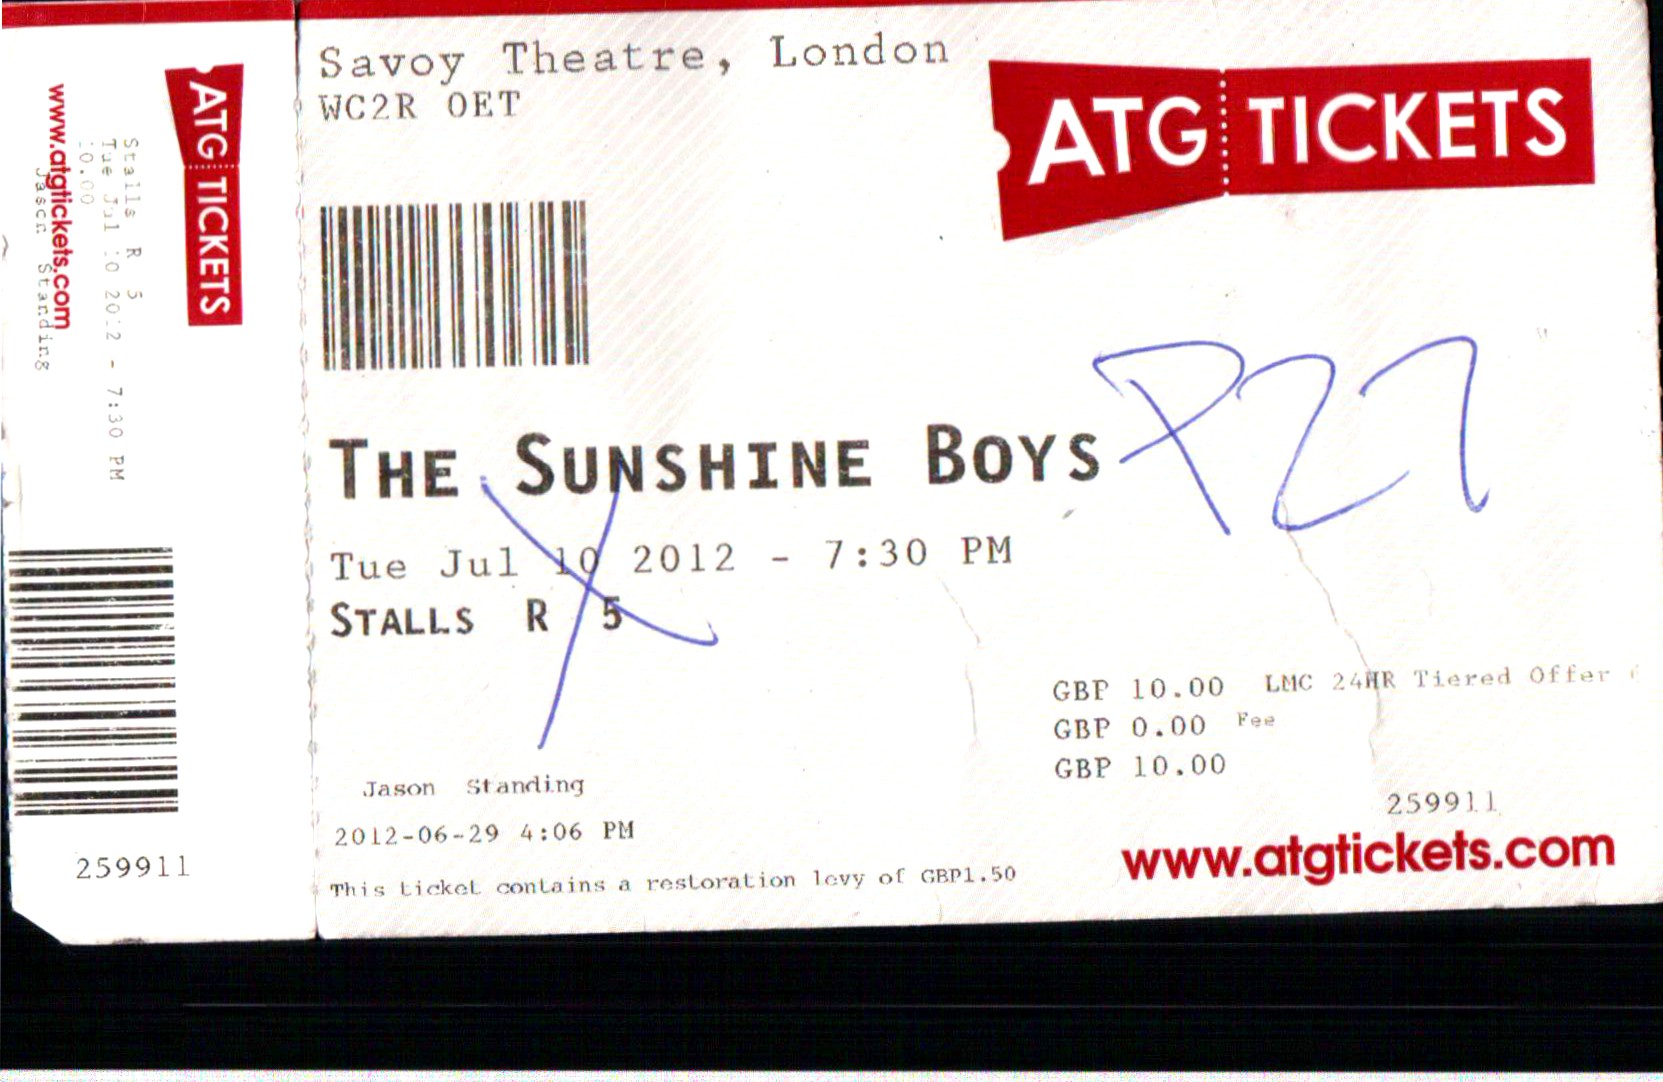 ATG TICKETS
Stalls R 5
Tue Jul 10 2012 - 7:30 PM
10.00
www.atgtickets.com
Jason Standing
259911
Savoy Theatre, London
WC2R 0ET
ATG TICKETS
THE SUNSHINE BOYS
P27
Tue Jul 10 2012 - 7:30 PM
STALLS R 5
X
GBP 10.00 LMC 24HR Tiered Offer
GBP 0.00 Fee
GBP 10.00
Jason Standing
259911
2012-06-29 4:06 PM
www.atgtickets.com
This ticket contains a restoration levy of GBP1.50